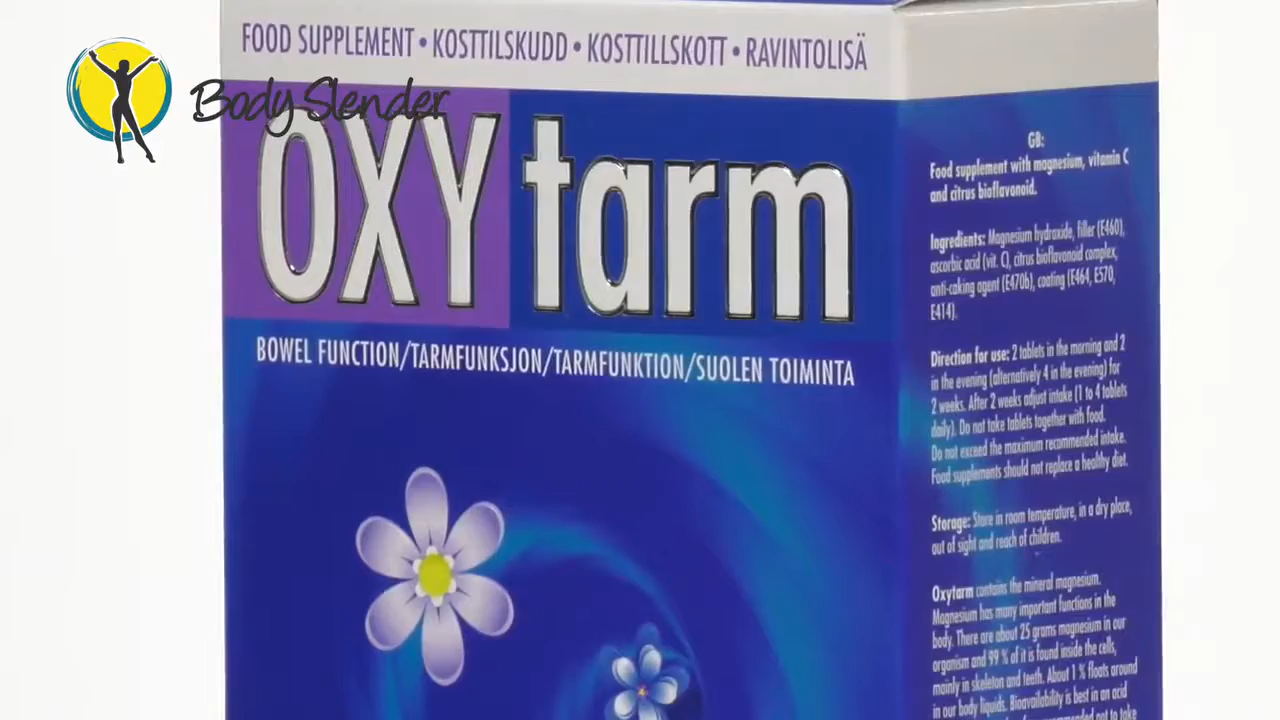 FOOD SUPPLEMENT • KOSTTILSKUDD • KOSTTILLSKOTT • RAVINTOLISÄ
Body Slender
OXY tarm
BOWEL FUNCTION/TARMFUNKSJON/TARMFUNKTION/SUOLEN TOIMINTA
GB:
Food supplement with magnesium, vitamin C
and citrus bioflavonoid.
Ingredients: Magnesium hydroxide, filler (E460),
ascorbic acid (vit. C), citrus bioflavonoid complex,
anti-caking agent (E470b), coating (E464, E570,
E414).
Direction for use: 2 tablets in the morning and 2
in the evening (alternatively 4 in the evening) for
2 weeks. After 2 weeks adjust intake (1 to 4 tablets
daily). Do not take tablets together with food.
Do not exceed the maximum recommended intake.
Food supplements should not replace a healthy diet.
Storage: Store in room temperature, in a dry place,
out of sight and reach of children.
Oxytarm contains the mineral magnesium.
Magnesium has many important functions in the
body. There are about 25 grams magnesium in our
organism and 99 % of it is found inside the cells,
mainly in skeleton and teeth. About 1 % floats around
in our body liquids. Bioavailability is best in an acid
recommended not to take